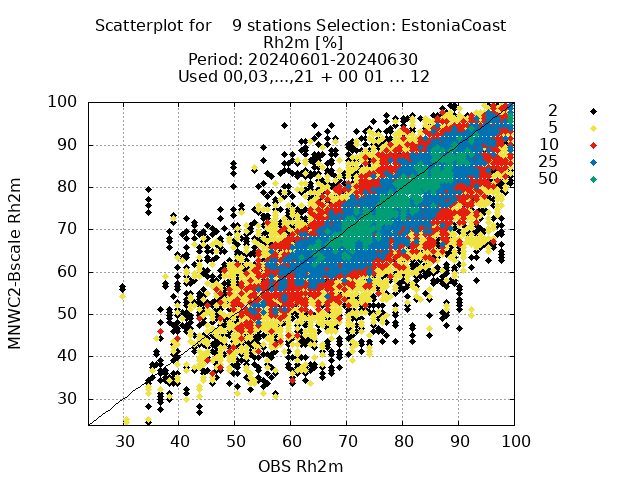 Scatterplot for    9 stations Selection: EstoniaCoast
Rh2m [%]
Period: 20240601-20240630
Used 00,03,...,21 + 00 01 ... 12
100
90
80
70
60
50
40
30
MNWC2-Bscale Rh2m
2
5
10
25
50
30 40 50 60 70 80 90 100
OBS Rh2m